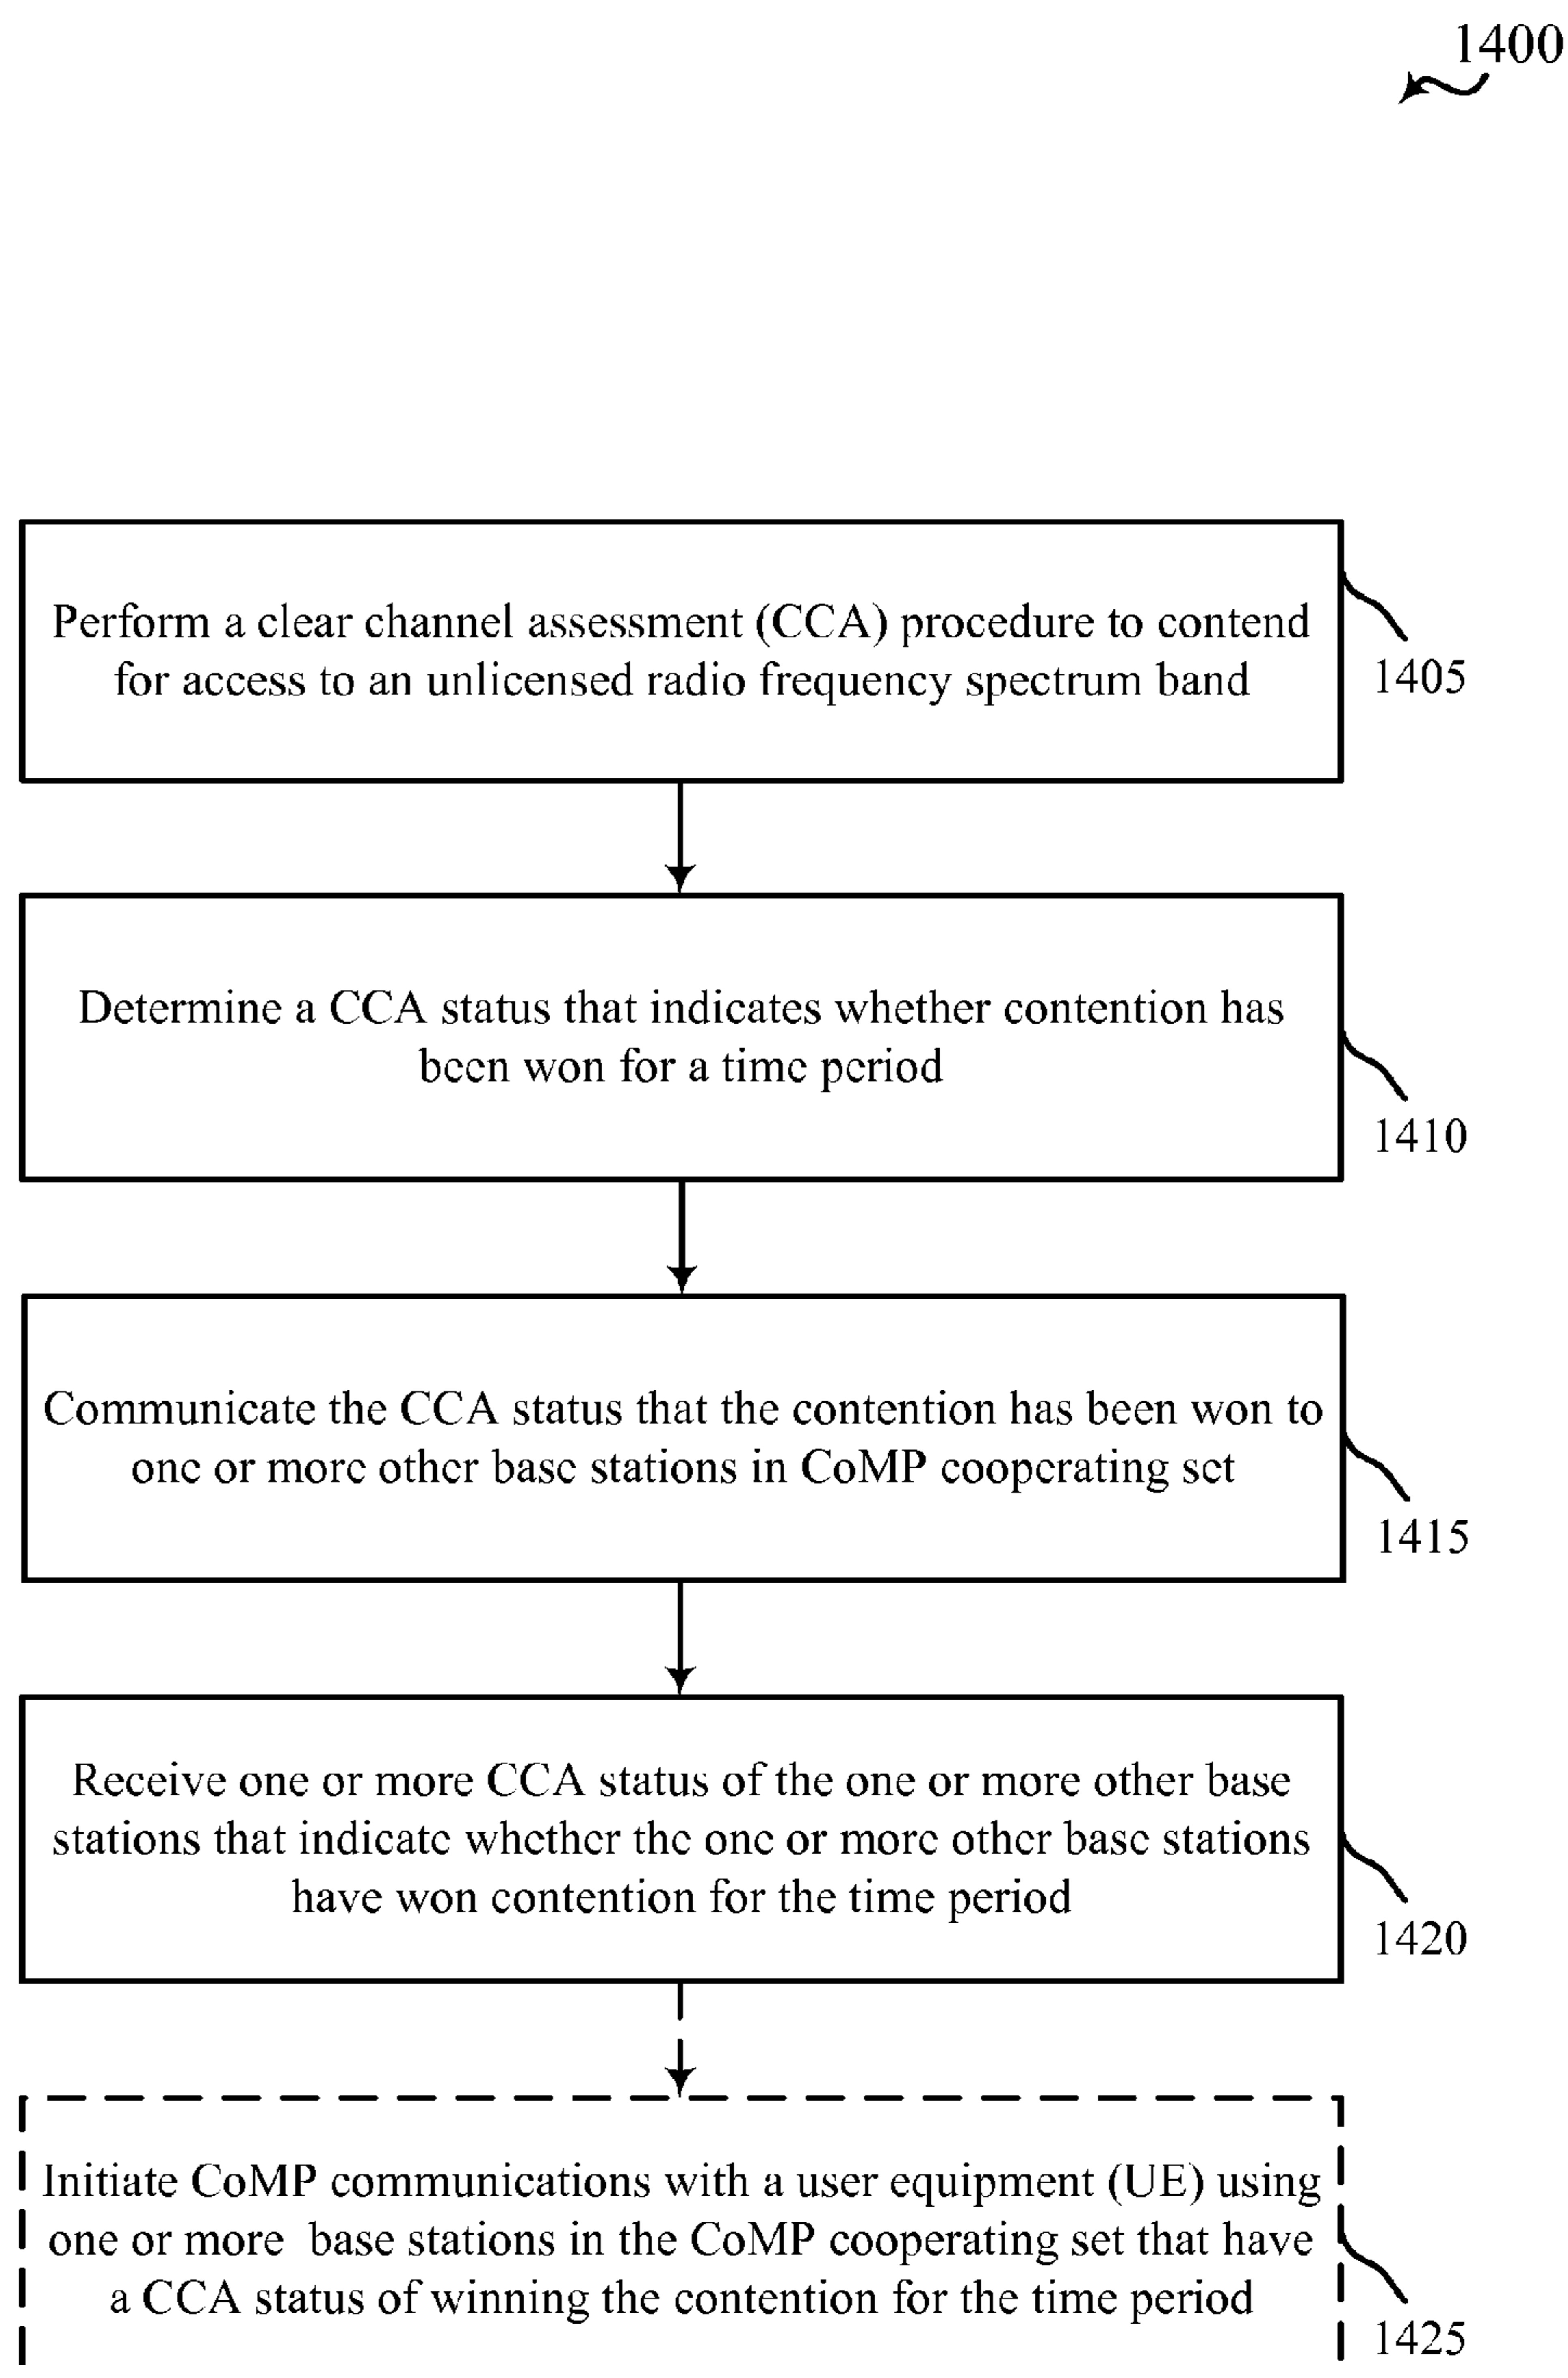 1400
Perform a clear channel assessment (CCA) procedure to contend
for access to an unlicensed radio frequency spectrum band
1405
Determine a CCA status that indicates whether contention has
been won for a time period
1410
Communicate the CCA status that the contention has been won to
one or more other base stations in CoMP cooperating set
1415
Receive one or more CCA status of the one or more other base
stations that indicate whether the one or more other base stations
have won contention for the time period
1420
Initiate CoMP communications with a user equipment (UE) using
one or more base stations in the CoMP cooperating set that have
a CCA status of winning the contention for the time period
1425